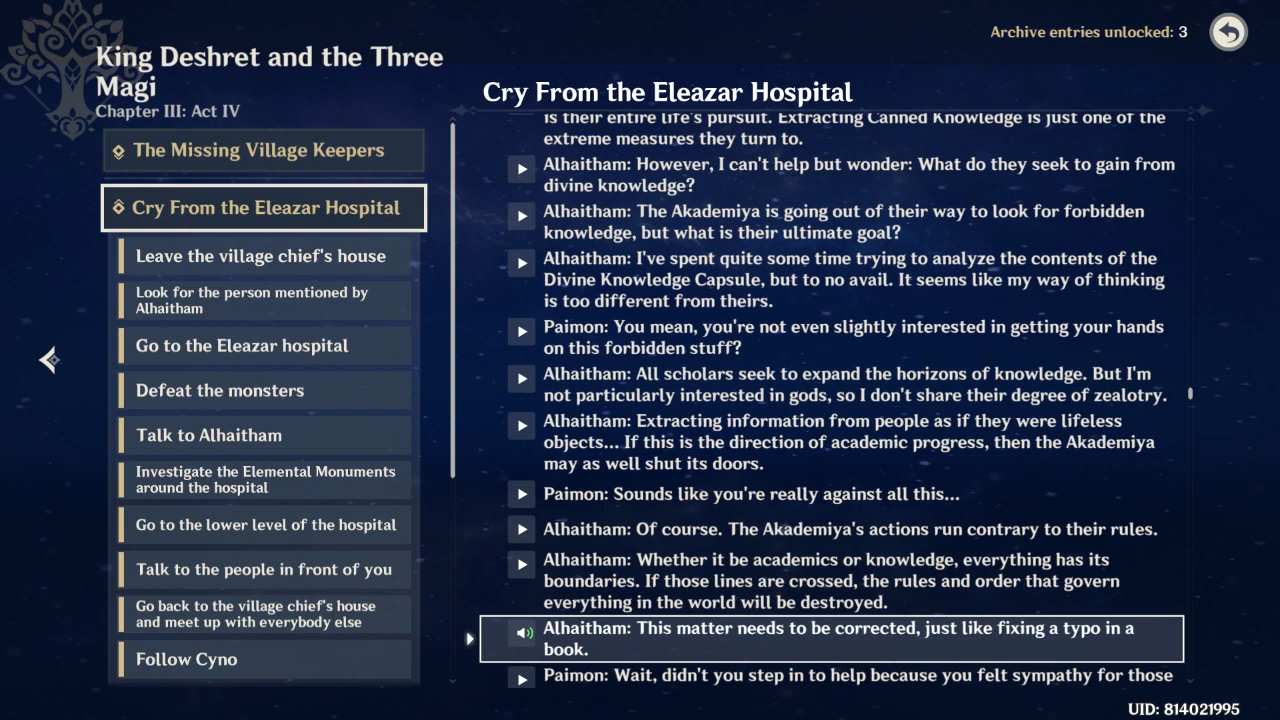 Archive entries unlocked: 3
King Deshret and the Three
Magi
Chapter III: Act IV
The Missing Village Keepers
Cry From the Eleazar Hospital
Leave the village chief's house
Look for the person mentioned by
Alhaitham
Go to the Eleazar hospital
Defeat the monsters
Talk to Alhaitham
Investigate the Elemental Monuments
around the hospital
Go to the lower level of the hospital
Talk to the people in front of you
Go back to the village chief's house
and meet up with everybody else
Follow Cyno
Cry From the Eleazar Hospital
is their entire life's pursuit. Extracting Canned Knowledge is just one of the
extreme measures they turn to.
Alhaitham: However, I can't help but wonder: What do they seek to gain from
divine knowledge?
Alhaitham: The Akademiya is going out of their way to look for forbidden
knowledge, but what is their ultimate goal?
Alhaitham: I've spent quite some time trying to analyze the contents of the
Divine Knowledge Capsule, but to no avail. It seems like my way of thinking
is too different from theirs.
Paimon: You mean, you're not even slightly interested in getting your hands
on this forbidden stuff?
Alhaitham: All scholars seek to expand the horizons of knowledge. But I'm
not particularly interested in gods, so I don't share their degree of zealotry.
Alhaitham: Extracting information from people as if they were lifeless
objects... If this is the direction of academic progress, then the Akademiya
may as well shut its doors.
Paimon: Sounds like you're really against all this...
Alhaitham: Of course. The Akademiya's actions run contrary to their rules.
Alhaitham: Whether it be academics or knowledge, everything has its
boundaries. If those lines are crossed, the rules and order that govern
everything in the world will be destroyed.
Alhaitham: This matter needs to be corrected, just like fixing a typo in a
book.
Paimon: Wait, didn't you step in to help because you felt sympathy for those
UID: 814021995